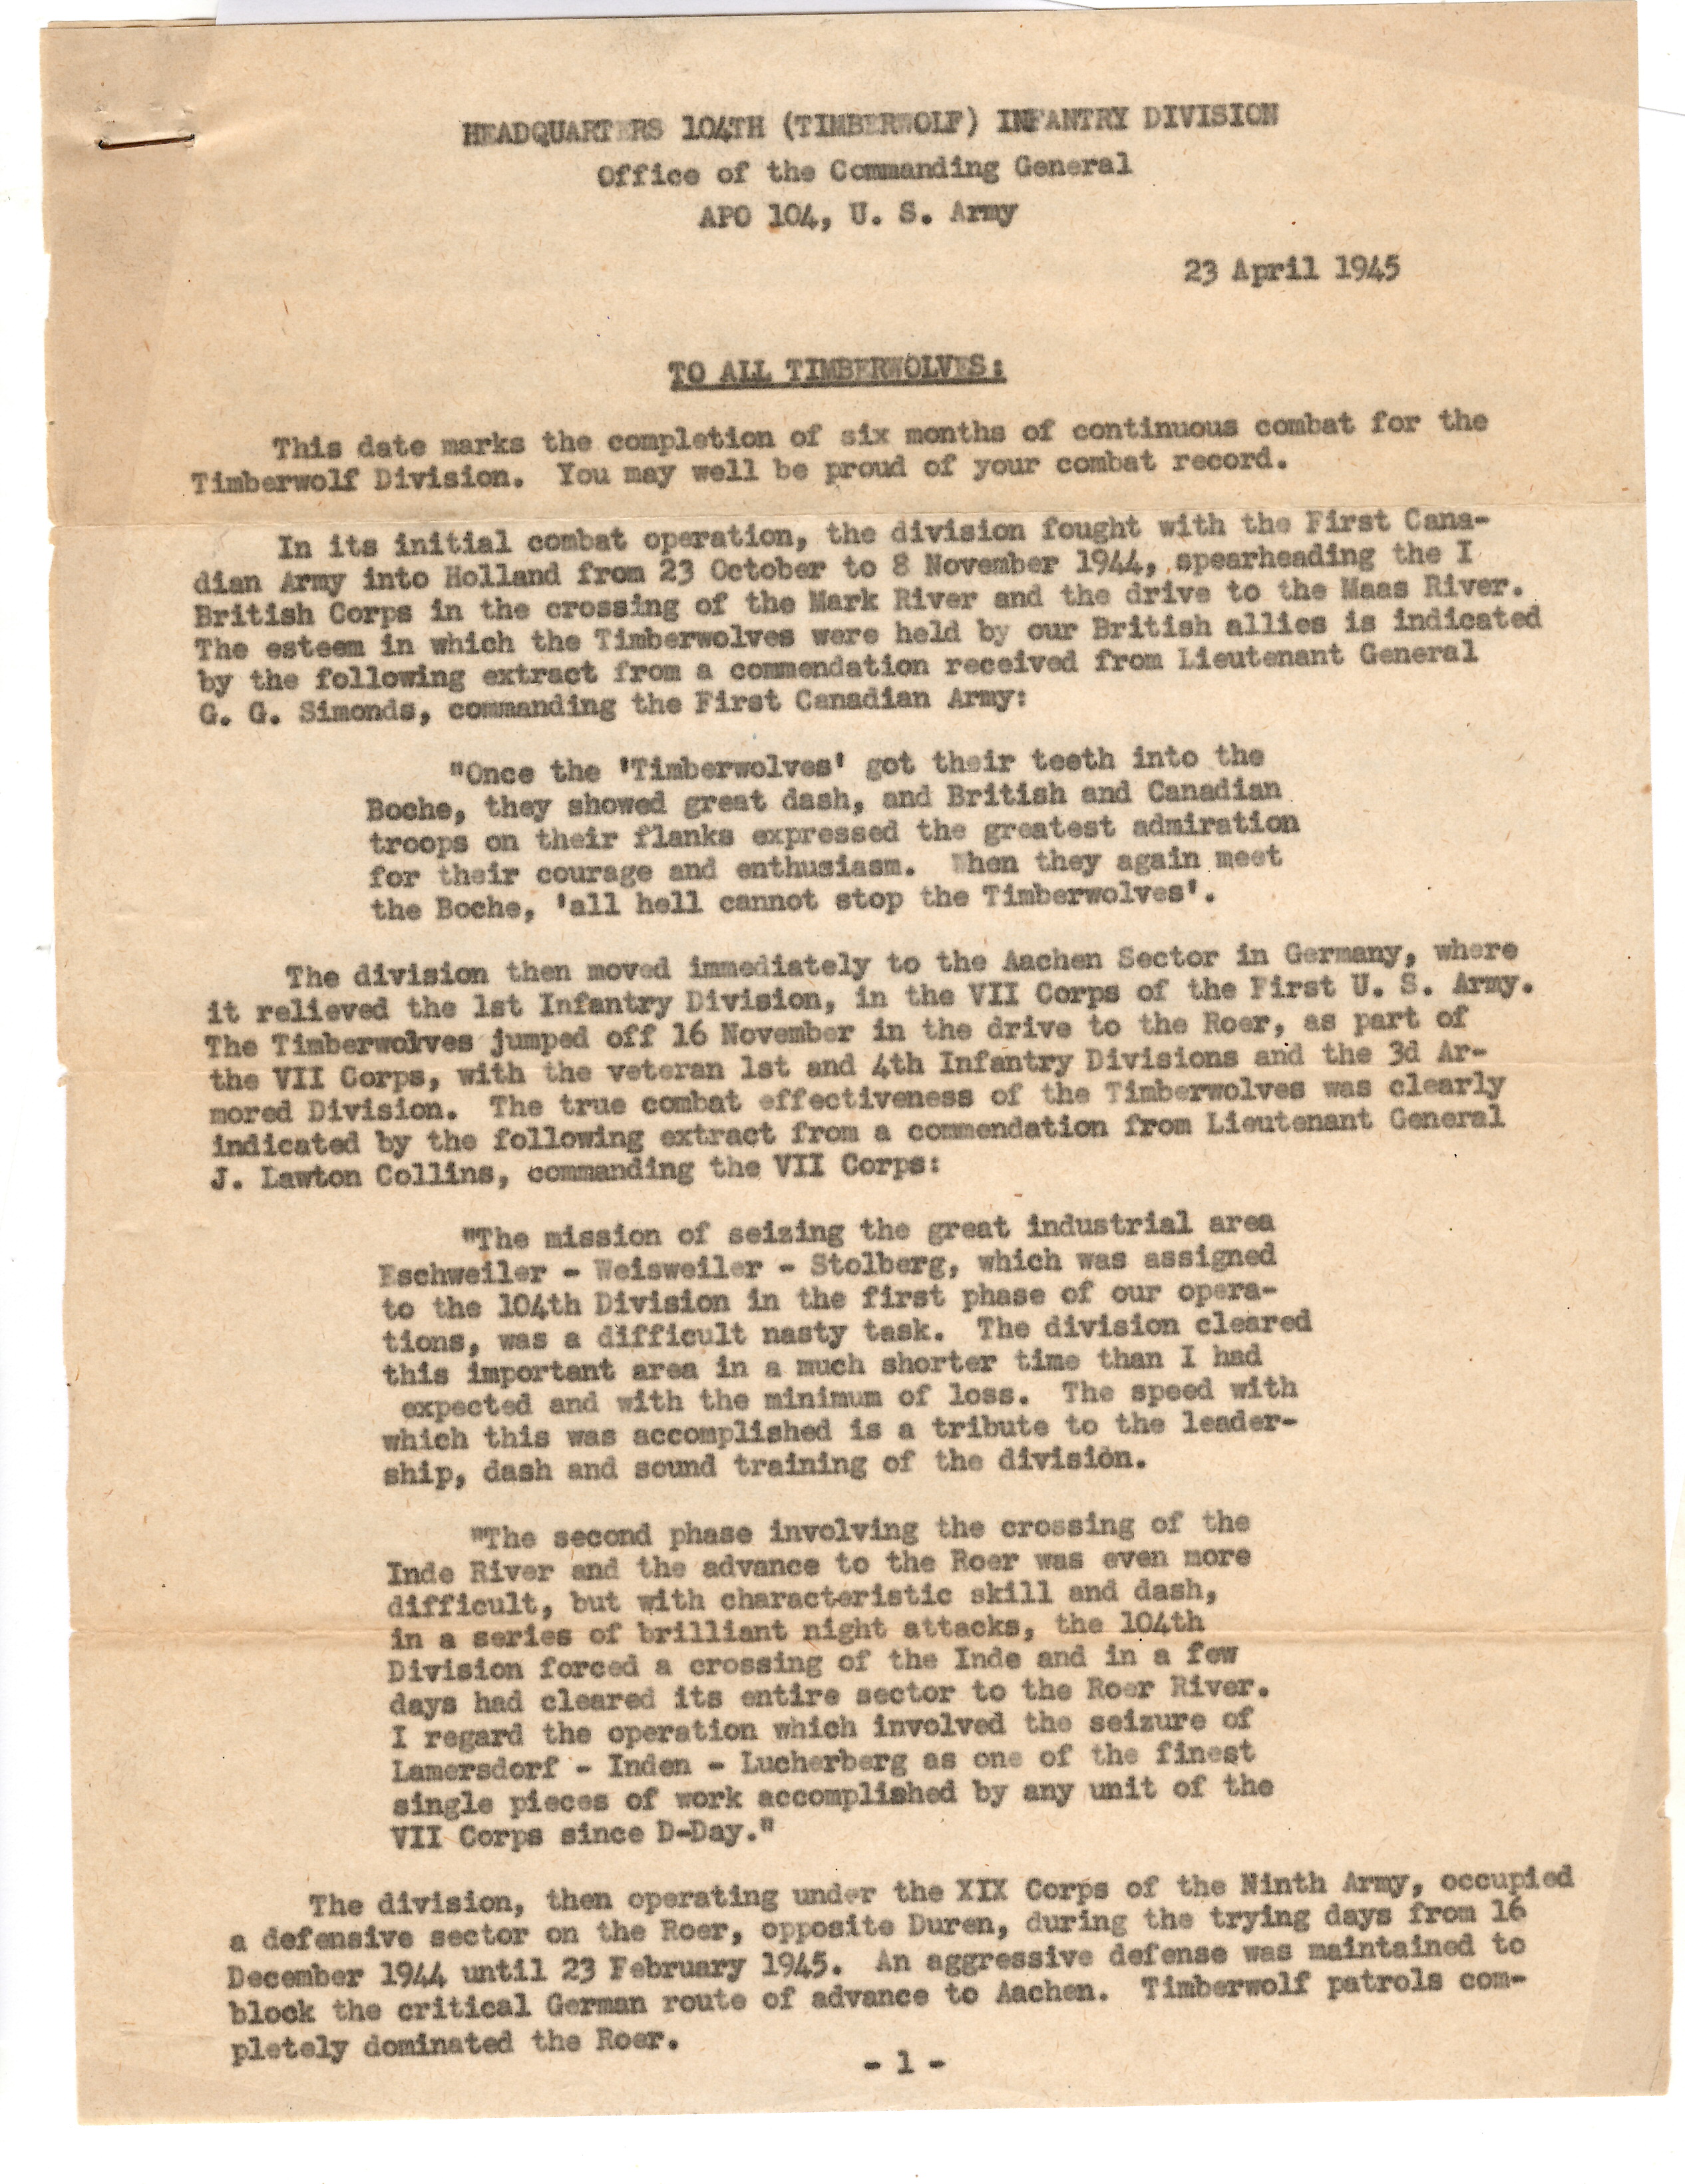 HEADQUARTERS 104TH (TIMBERWOLF) INFANTRY DIVISION
Office of the Commanding General
APO 104, U. S. Army
23 April 1945
TO ALL TIMBERWOLVES:
This date marks the completion of six months of continuous combat for the
Timberwolf Division. You may well be proud of your combat record.
In its initial combat operation, the division fought with the First Cana-
dian Army into Holland from 23 October to 8 November 1944, spearheading the I
British Corps in the crossing of the Mark River and the drive to the Maas River.
The esteem in which the Timberwolves were held by our British allies is indicated
by the following extract from a commendation received from Lieutenant General
G. G. Simonds, commanding the First Canadian Army:
"Once the 'Timberwolves' got their teeth into the
Boche, they showed great dash, and British and Canadian
troops on their flanks expressed the greatest admiration
for their courage and enthusiasm. When they again meet
the Boche, 'all hell cannot stop the Timberwolves'.
The division then moved immediately to the Aachen Sector in Germany, where
it relieved the 1st Infantry Division, in the VII Corps of the First U. S. Army.
The Timberwolves jumped off 16 November in the drive to the Roer, as part of
the VII Corps, with the veteran 1st and 4th Infantry Divisions and the 3d Ar-
mored Division. The true combat effectiveness of the Timberwolves was clearly
indicated by the following extract from a commendation from Lieutenant General
J. Lawton Collins, commanding the VII Corps:
"The mission of seizing the great industrial area
Eschweiler - Weisweiler - Stolberg, which was assigned
to the 104th Division in the first phase of our opera-
tions, was a difficult nasty task. The division cleared
this important area in a much shorter time than I had
expected and with the minimum of loss. The speed with
which this was accomplished is a tribute to the leader-
ship, dash and sound training of the division.
"The second phase involving the crossing of the
Inde River and the advance to the Roer was even more
difficult, but with characteristic skill and dash,
in a series of brilliant night attacks, the 104th
Division forced a crossing of the Inde and in a few
days had cleared its entire sector to the Roer River.
I regard the operation which involved the seizure of
Lamersdorf - Inden - Lucherberg as one of the finest
single pieces of work accomplished by any unit of the
VII Corps since D-Day."
The division, then operating under the XIX Corps of the Ninth Army, occupied
a defensive sector on the Roer, opposite Duren, during the trying days from 16
December 1944 until 23 February 1945. An aggressive defense was maintained to
block the critical German route of advance to Aachen. Timberwolf patrols com-
pletely dominated the Roer.
- 1 -